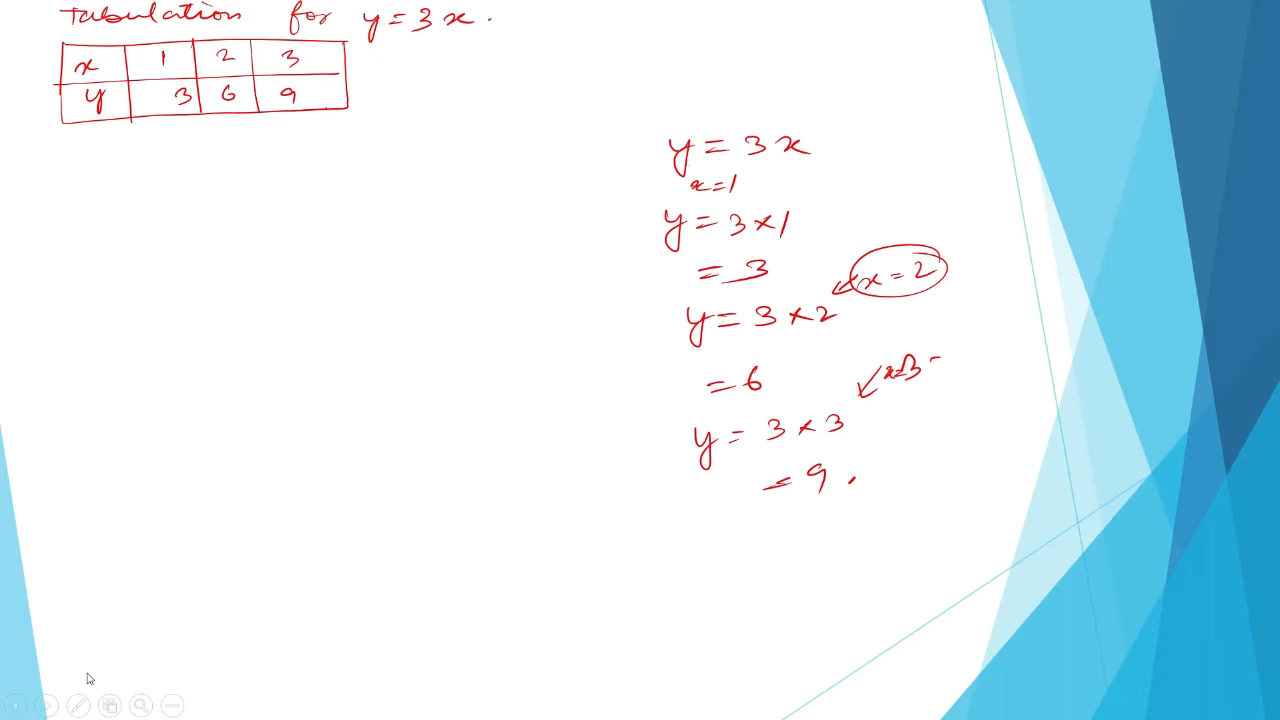 Tabulation for y = 3x.
x 1 2 3
y 3 6 9
y = 3x
x=1
y = 3×1
= 3
x = 2
y = 3×2
= 6
x=3
y = 3×3
= 9.